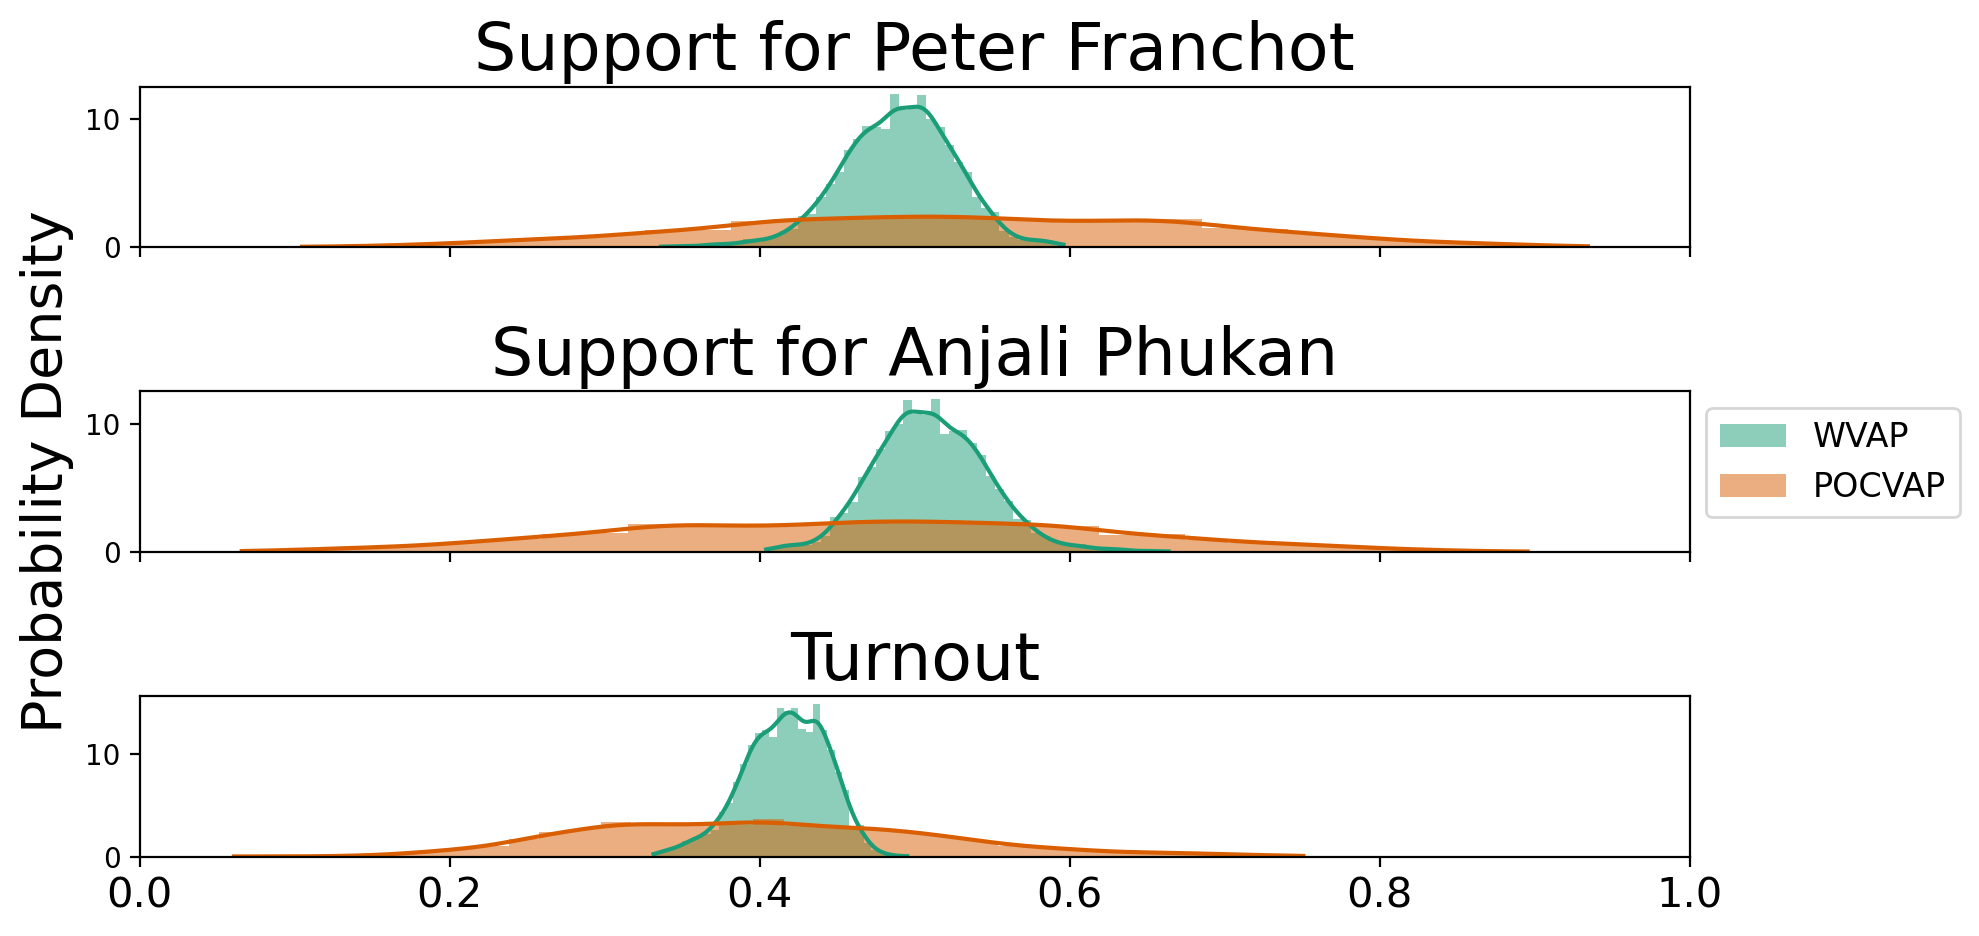 Support for Peter Franchot
10
0
Support for Anjali Phukan
10
0
Turnout
10
0
0.0 0.2 0.4 0.6 0.8 1.0
Probability Density
WVAP
POCVAP